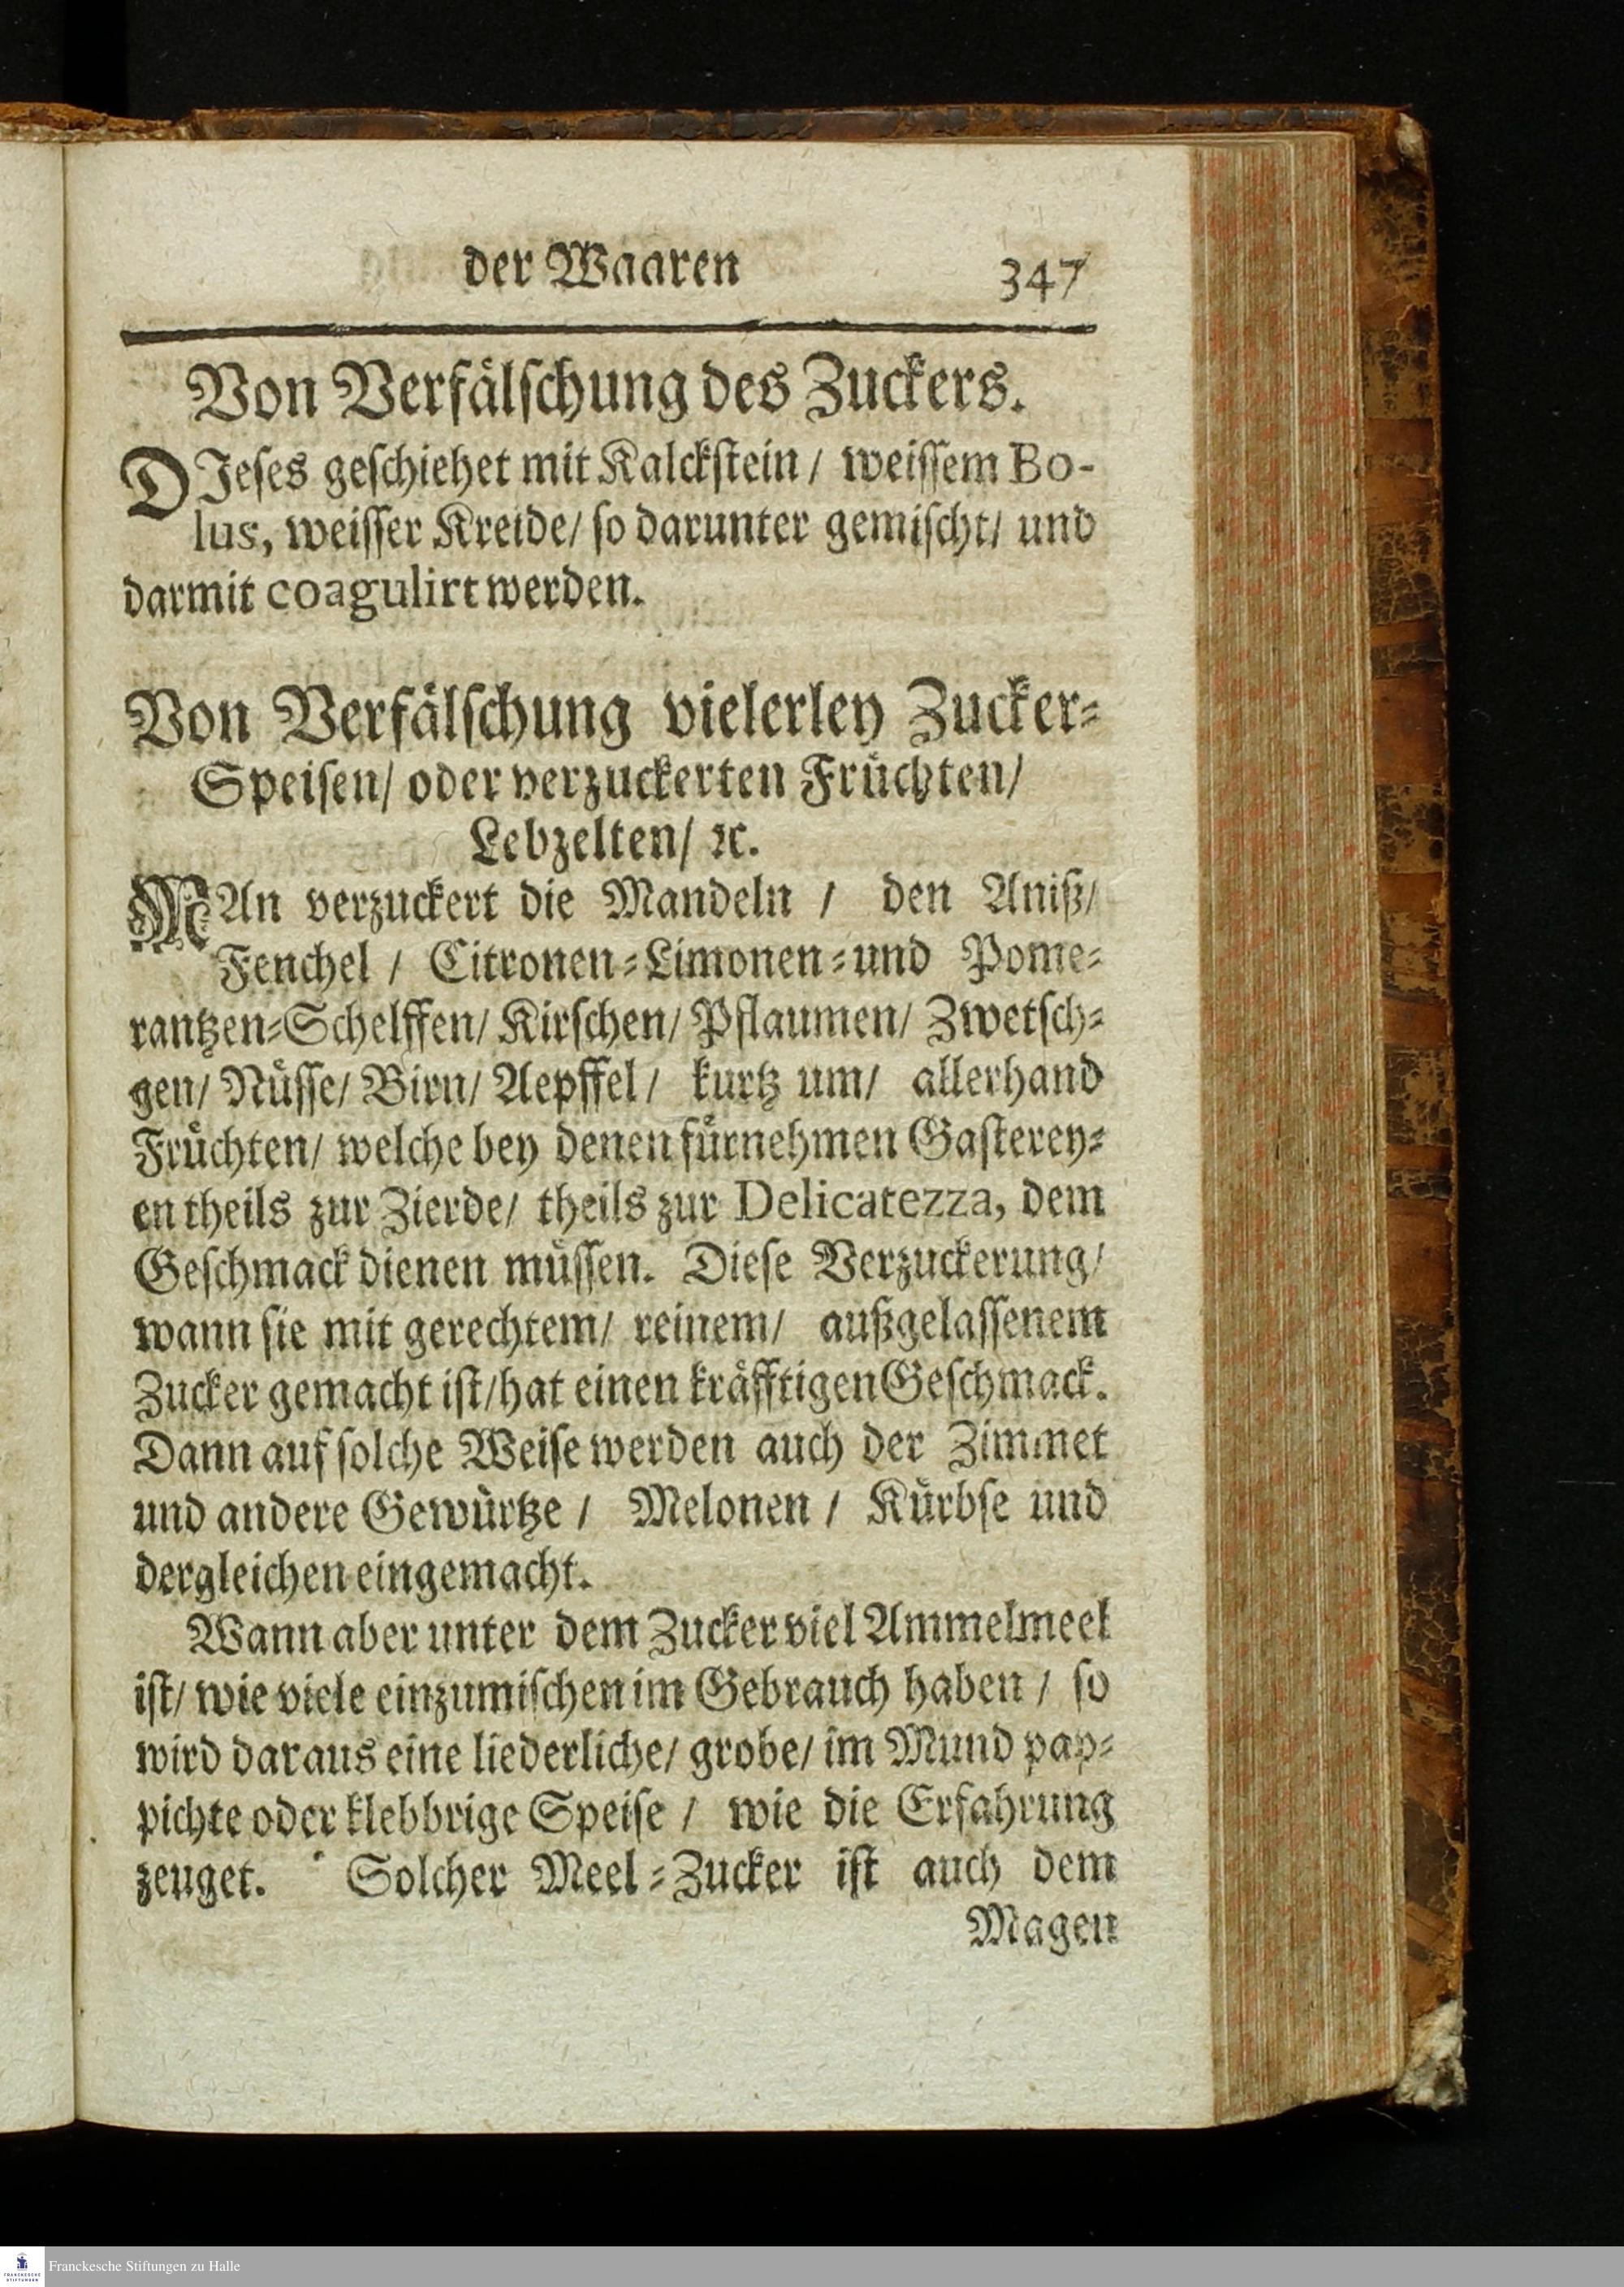 der Waaren 347
Von Verfälschung des Zuckers.
DIeses geschiehet mit Kalckstein / weissem Bo-
lus, weisser Kreide / so darunter gemischt / und
darmit coagulirt werden.
Von Verfälschung vielerley Zucker-
Speisen / oder verzuckerten Früchten /
Lebzelten / ꝛc.
MAn verzuckert die Mandeln / den Aniß /
Fenchel / Citronen-Limonen-und Pome-
rantzen-Schelffen / Kirschen / Pflaumen / Zwetsch-
gen / Nüsse / Birn / Aepffel / kurtz um / allerhand
Früchten / welche bey denen fürnehmen Gasterey-
en theils zur Zierde / theils zur Delicatezza, dem
Geschmack dienen müssen. Diese Verzuckerung /
wann sie mit gerechtem / reinem / außgelassenem
Zucker gemacht ist / hat einen kräfftigen Geschmack.
Dann auf solche Weise werden auch der Zimmet
und andere Gewürtze / Melonen / Kürbse und
dergleichen eingemacht.
Wann aber unter dem Zucker viel Ammelmeel
ist / wie viele einzumischen im Gebrauch haben / so
wird daraus eine liederliche / grobe / im Mund pap-
pichte oder klebbrige Speise / wie die Erfahrung
zeuget. Solcher Meel-Zucker ist auch dem
Magen
Franckesche Stiftungen zu Halle
FRANCKESCHE
STIFTUNGEN